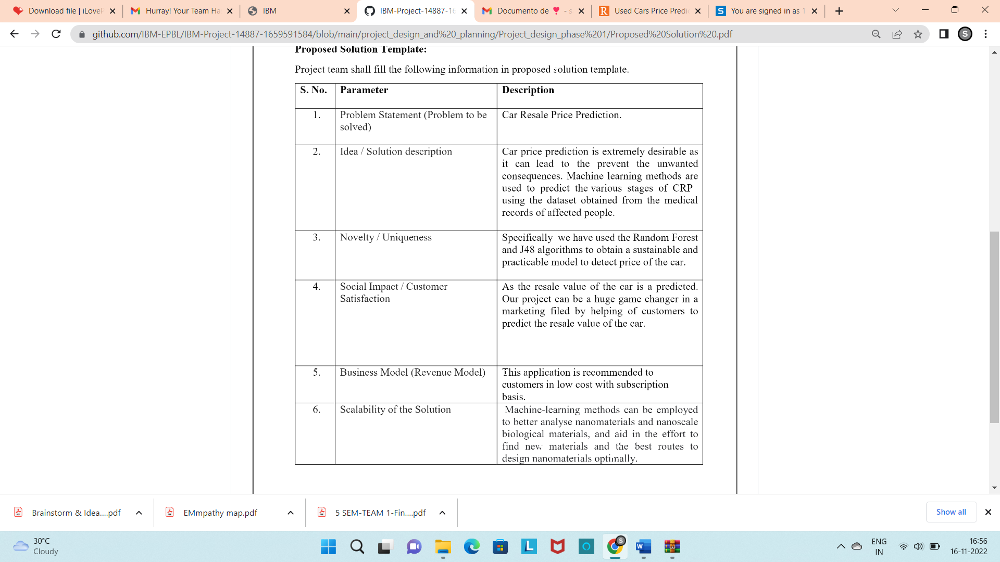 Download file | iLoveP
Hurray! Your Team Ha
IBM
IBM-Project-14887-16
Documento de
Used Cars Price Predic
You are signed in as 1
github.com/IBM-EPBL/IBM-Project-14887-1659591584/blob/main/project_design_and%20_planning/Project_design_phase%201/Proposed%20Solution%20.pdf
S
Proposed Solution Template:
Project team shall fill the following information in proposed solution template.
S. No. Parameter Description
1. Problem Statement (Problem to be
solved)
Car Resale Price Prediction.
2. Idea / Solution description
Car price prediction is extremely desirable as
it can lead to the prevent the unwanted
consequences. Machine learning methods are
used to predict the various stages of CRP
using the dataset obtained from the medical
records of affected people.
3. Novelty / Uniqueness
Specifically we have used the Random Forest
and J48 algorithms to obtain a sustainable and
practicable model to detect price of the car.
4. Social Impact / Customer
Satisfaction
As the resale value of the car is a predicted.
Our project can be a huge game changer in a
marketing filed by helping of customers to
predict the resale value of the car.
5. Business Model (Revenue Model)
This application is recommended to
customers in low cost with subscription
basis.
6. Scalability of the Solution
Machine-learning methods can be employed
to better analyse nanomaterials and nanoscale
biological materials, and aid in the effort to
find new materials and the best routes to
design nanomaterials optimally.
Brainstorm & Idea....pdf
EMmpathy map.pdf
5 SEM-TEAM 1-Fin....pdf
Show all
30°C
Cloudy
ENG
IN
16:56
16-11-2022